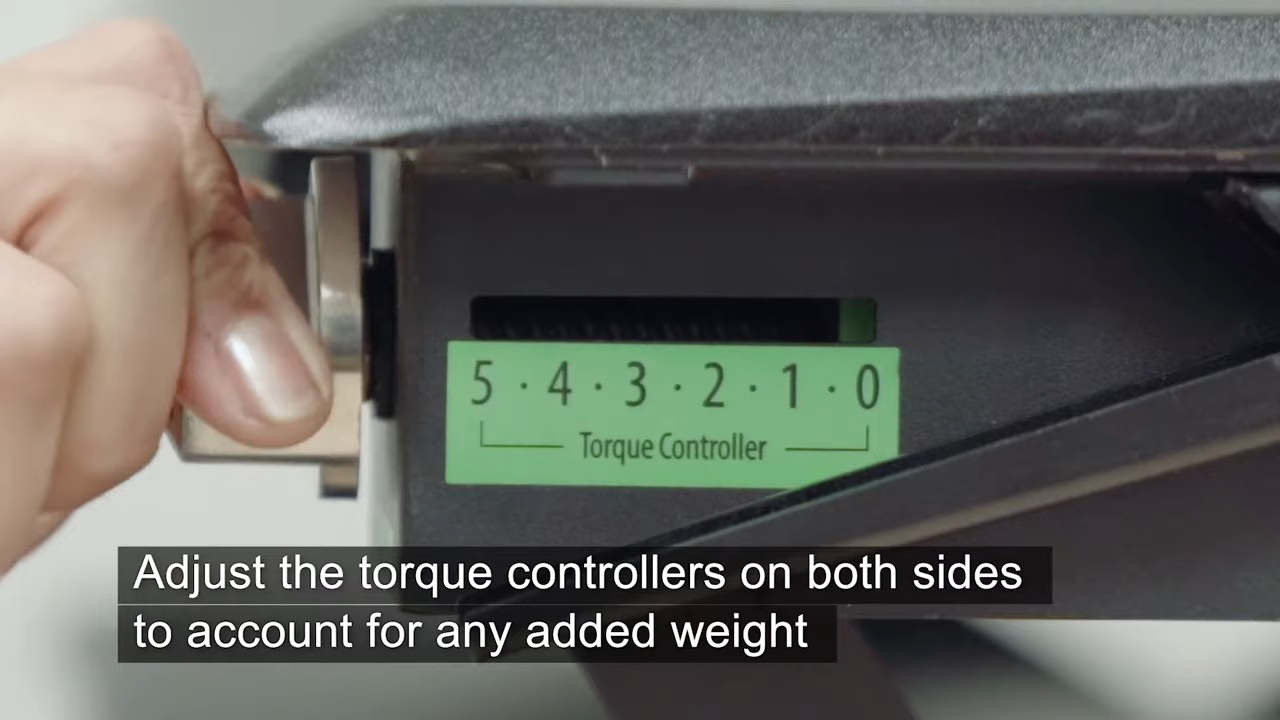 5 · 4 · 3 · 2 · 1 · 0
Torque Controller
Adjust the torque controllers on both sides
to account for any added weight